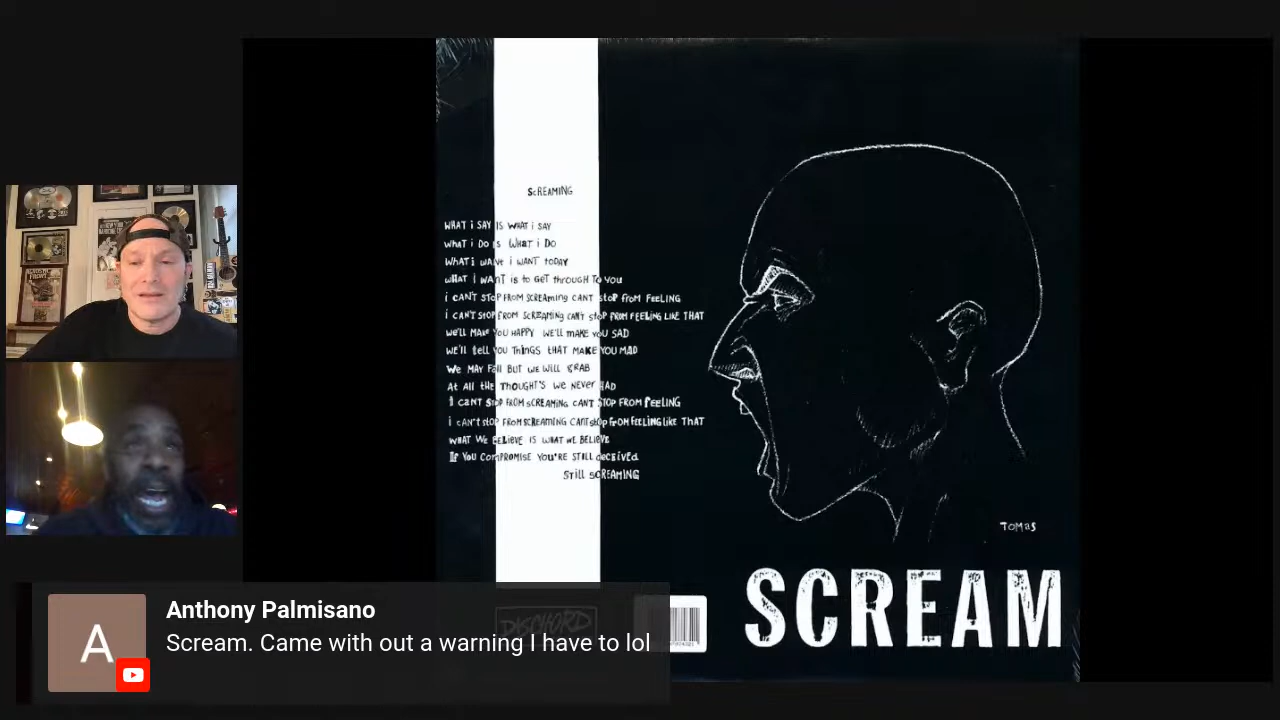 ScREAMING
WHAT i SAY IS WHAT i SAY
WhAT i DO is WHaT i DO
WHAT i WANt i WANT TODAY
WHAT I WANT is to GET through TO YOU
i CAN'T STOP FROM SCREAMing CANT stoP FROM FEELING
i CAN'T STOP FROM SCREAMING CAN'T stoP FROM FEELING LIKE THAT
WE'll MAKE YOU HAPPY WE'll MAKE YOU SAD
WE'll tell YOU THINGS tHAT MAKE YOU MAD
WE MAY Fall BUT WE WILL GRAB
At All tHE THOUGHT'S WE NEVER HAD
I CANT STOP FROM SCREAMING CANT STOP FROM FEELING
i CAN'T STOP FROM SCREAMING CANT stop FROM FEELING LIKE THAT
WHAT WE BELIEVE IS WHAT WE BELIEVE
IF YOU COMPROMISE YOU'RE STILL DECEIVED.
STILL SCREAMING
TOMaS
SCREAM
DISCHORD
A
Anthony Palmisano
Scream. Came with out a warning I have to lol